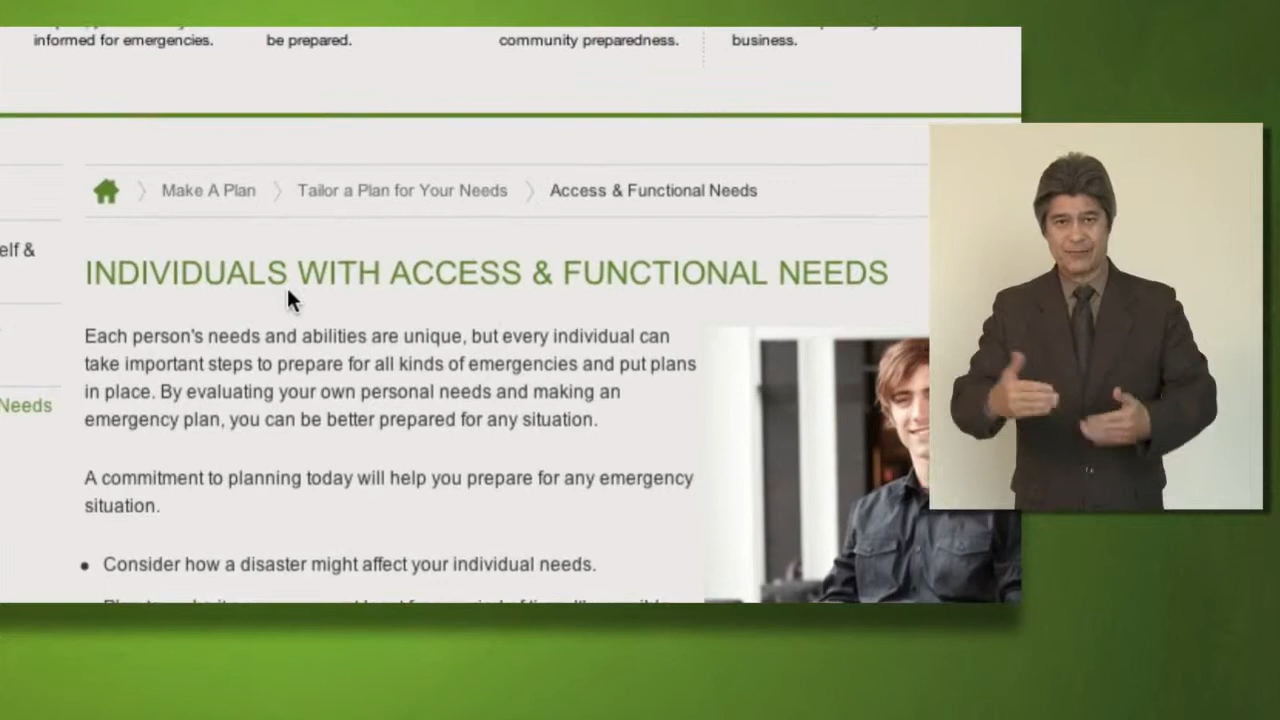 informed for emergencies. be prepared. community preparedness. business.
Make A Plan Tailor a Plan for Your Needs Access & Functional Needs
elf &
INDIVIDUALS WITH ACCESS & FUNCTIONAL NEEDS
Each person's needs and abilities are unique, but every individual can
take important steps to prepare for all kinds of emergencies and put plans
in place. By evaluating your own personal needs and making an
Needs
emergency plan, you can be better prepared for any situation.
A commitment to planning today will help you prepare for any emergency
situation.
• Consider how a disaster might affect your individual needs.